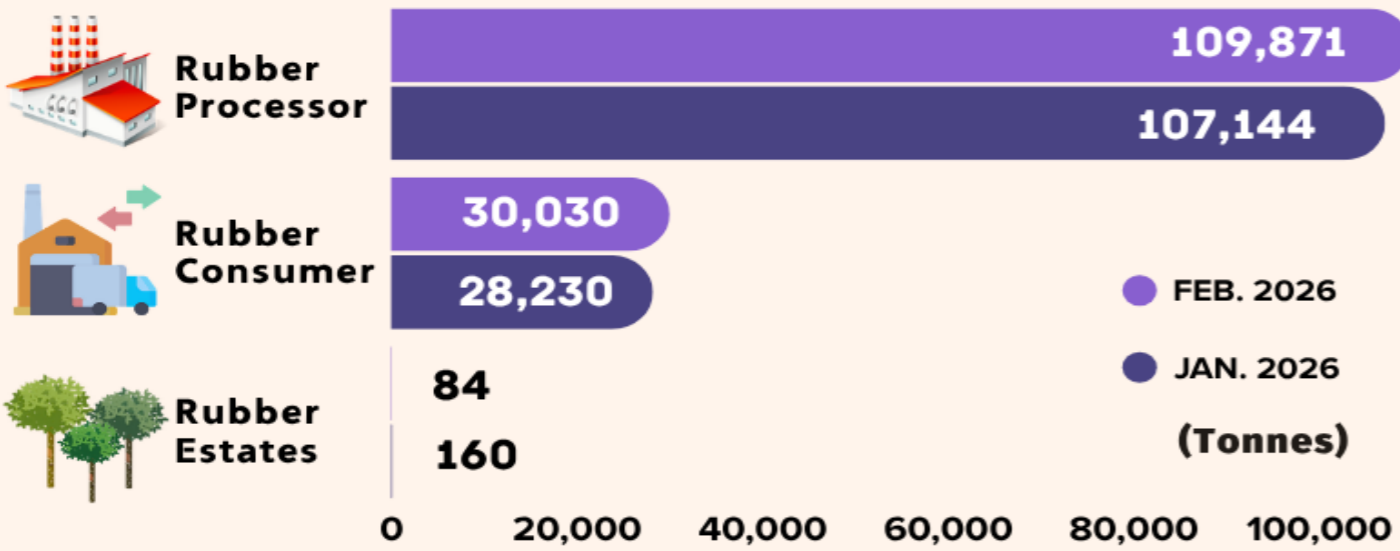 109,871
Rubber
Processor
107,144
30,030
Rubber
Consumer
28,230
FEB. 2026
JAN. 2026
(Tonnes)
84
Rubber
Estates
160
0 20,000 40,000 60,000 80,000 100,000